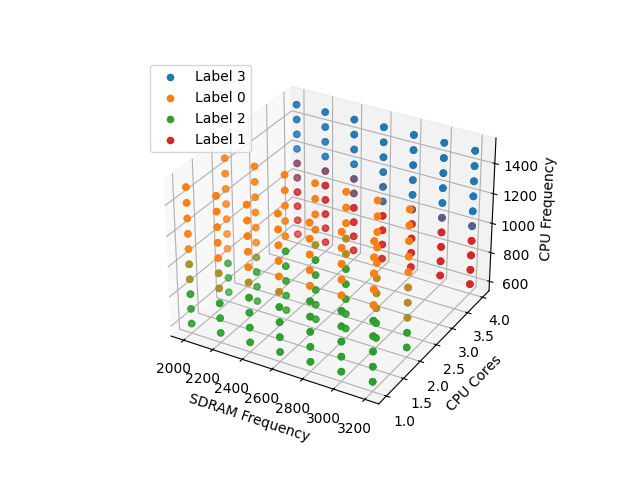 Label 3
Label 0
Label 2
Label 1
1400
1200
1000
800
600
CPU Frequency
4.0
3.5
3.0
2.5
2.0
1.5
1.0
CPU Cores
2000
2200
2400
2600
2800
3000
3200
SDRAM Frequency